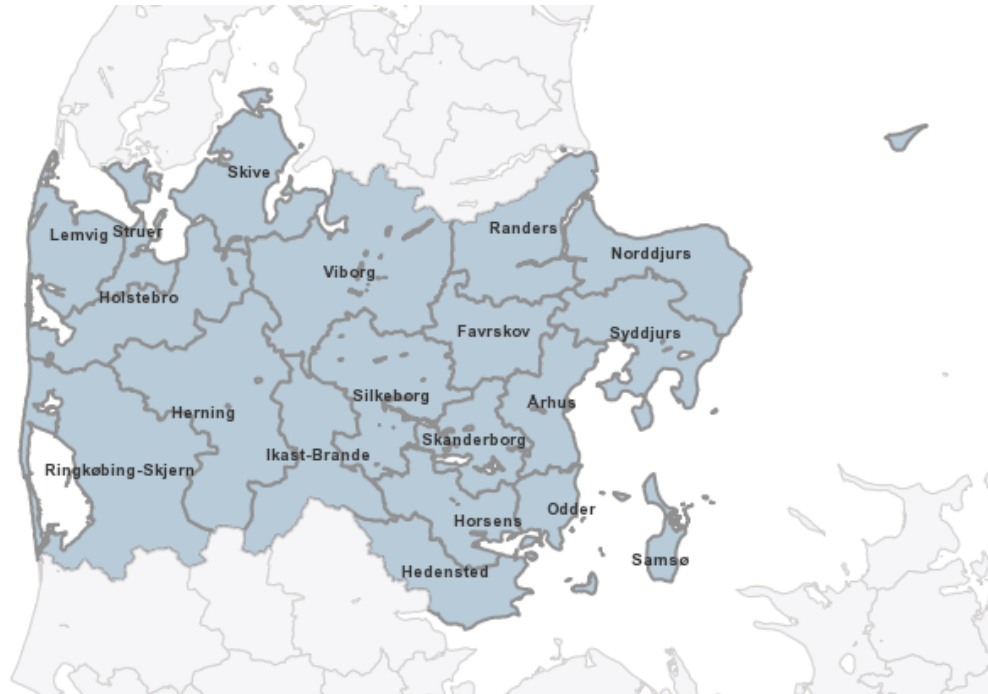 Skive
Lemvig
Struer
Randers
Norddjurs
Viborg
Holstebro
Favrskov
Syddjurs
Silkeborg
Århus
Herning
Skanderborg
Ikast-Brande
Ringkøbing-Skjern
Odder
Horsens
Samsø
Hedensted